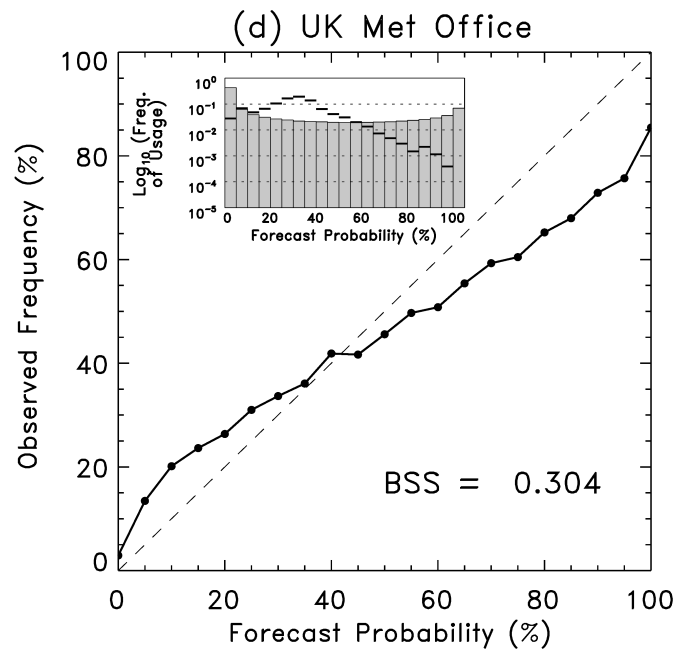 (d) UK Met Office
100
80
60
40
20
0
Observed Frequency (%)
10⁰
10⁻¹
10⁻²
10⁻³
10⁻⁴
10⁻⁵
Log₁₀ (Freq.
of Usage)
0 20 40 60 80 100
Forecast Probability (%)
BSS = 0.304
0 20 40 60 80 100
Forecast Probability (%)